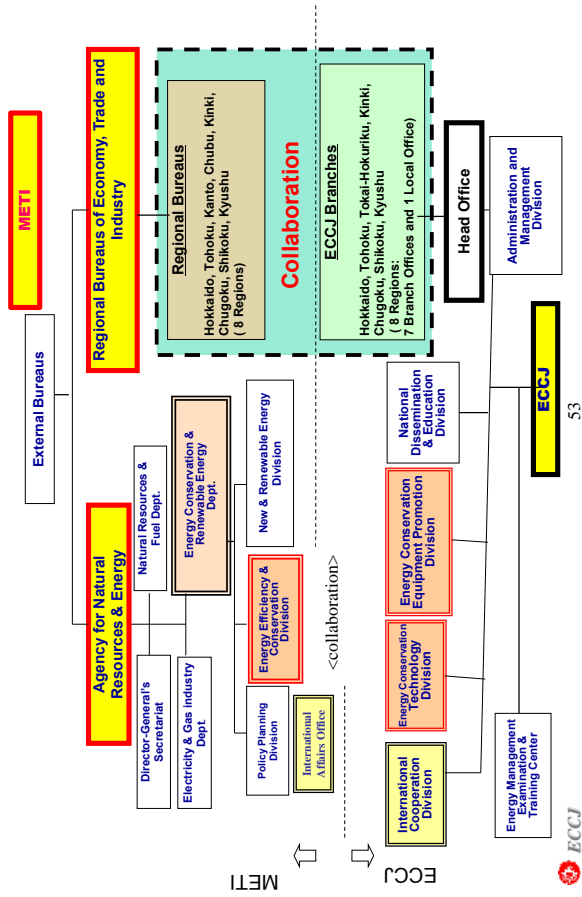 METI
External Bureaus
Agency for Natural
Resources & Energy
Regional Bureaus of Economy, Trade and
Industry
Director-General's
Secretariat
Natural Resources &
Fuel Dept.
Electricity & Gas industry
Dept.
Energy Conservation &
Renewable Energy
Dept.
Policy Planning
Division
International
Affairs Office
Energy Efficiency &
Conservation
Division
New & Renewable Energy
Division
Regional Bureaus
Hokkaido, Tohoku, Kanto, Chubu, Kinki,
Chugoku, Shikoku, Kyushu
( 8 Regions)
METI
<collaboration>
Collaboration
ECCJ
ECCJ Branches
Hokkaido, Tohoku, Tokai-Hokuriku, Kinki,
Chugoku, Shikoku, Kyushu
( 8 Regions:
7 Branch Offices and 1 Local Office)
International
Cooperation
Division
Energy Conservation
Technology
Division
Energy Conservation
Equipment Promotion
Division
National
Dissemination
& Education
Division
Head Office
Administration and
Management
Division
Energy Management
Examination &
Training Center
ECCJ
ECCJ
53